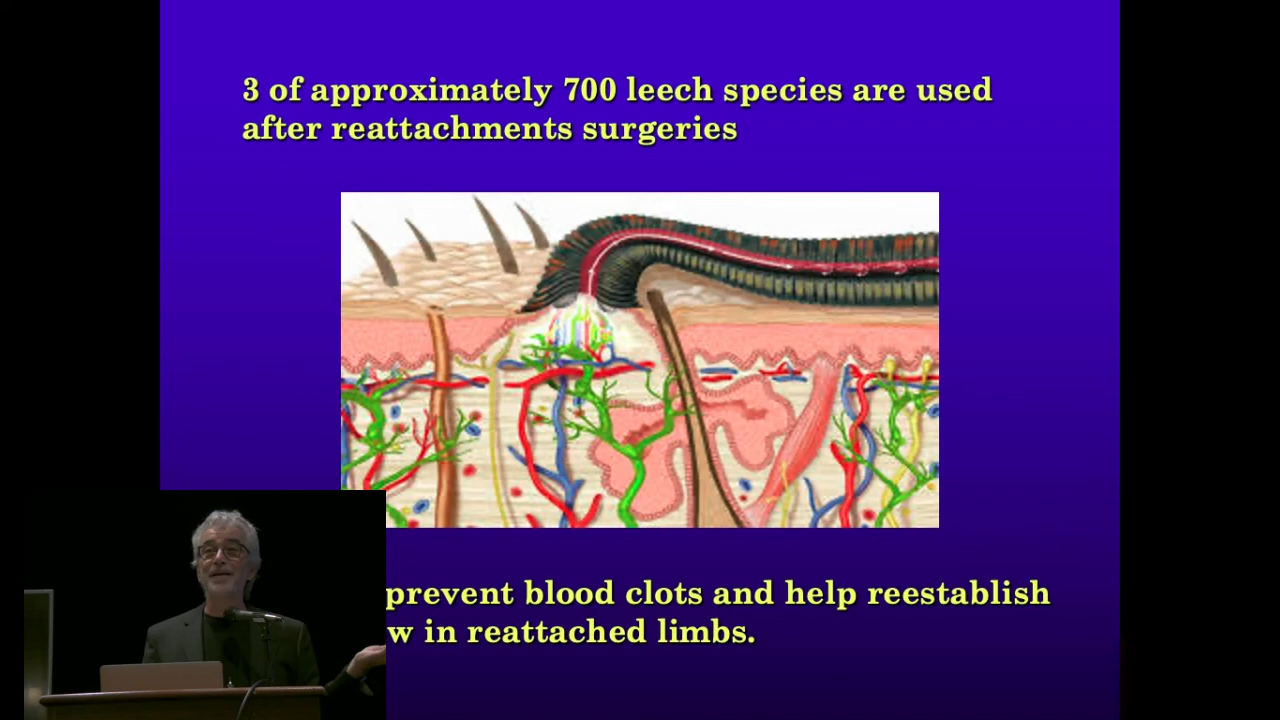 3 of approximately 700 leech species are used
after reattachments surgeries
prevent blood clots and help reestablish
w in reattached limbs.